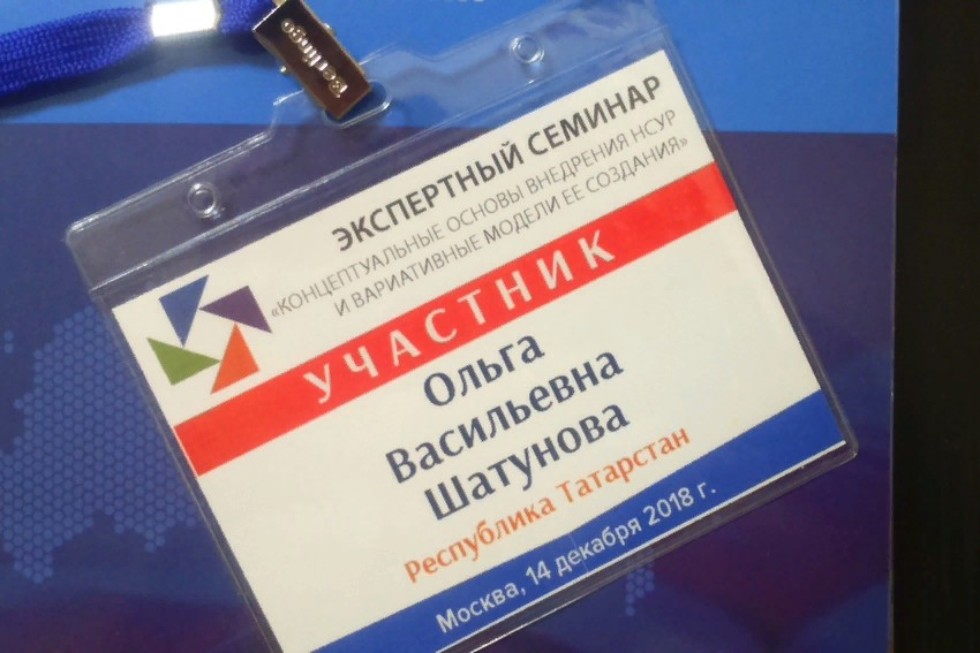 Berlingo
ЭКСПЕРТНЫЙ СЕМИНАР
«КОНЦЕПТУАЛЬНЫЕ ОСНОВЫ ВНЕДРЕНИЯ НСУР
И ВАРИАТИВНЫЕ МОДЕЛИ ЕЕ СОЗДАНИЯ»
УЧАСТНИК
Ольга
Васильевна
Шатунова
Республика Татарстан
Москва, 14 декабря 2018 г.